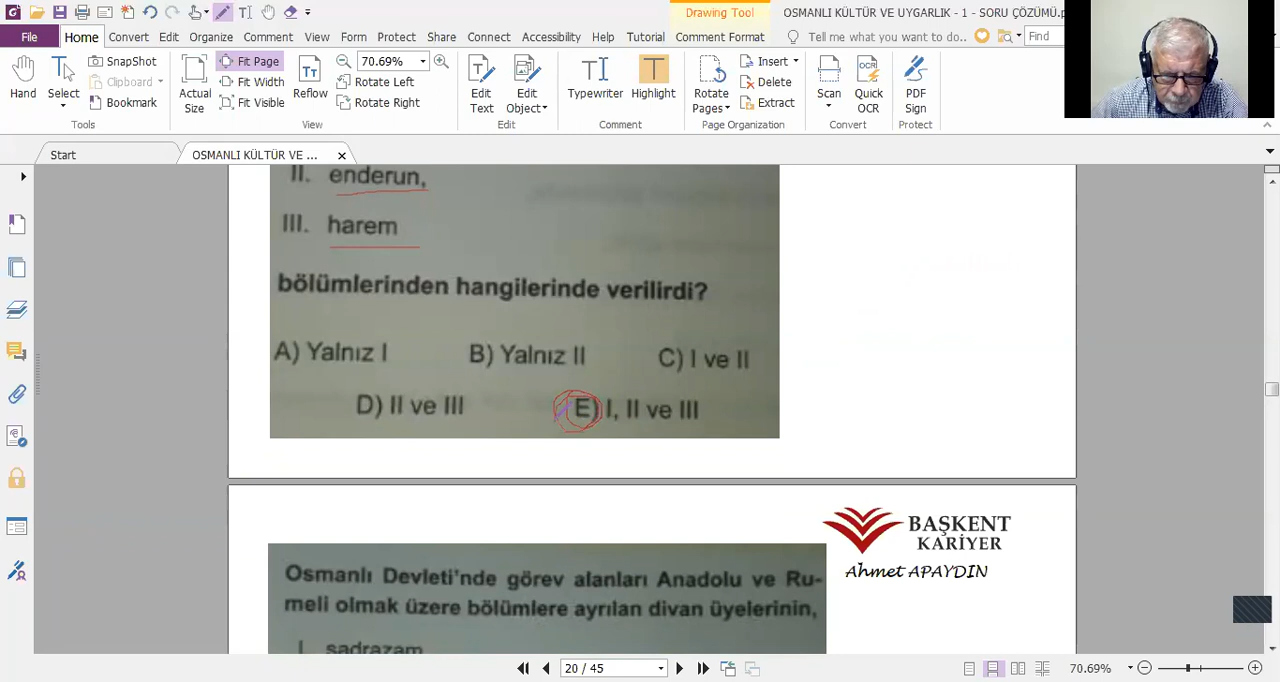 Drawing Tool
OSMANLI KÜLTÜR VE UYGARLIK - 1 - SORU ÇÖZÜMÜ.p
File Home Convert Edit Organize Comment View Form Protect Share Connect Accessibility Help Tutorial Comment Format Tell me what you want to do.. Find
Hand Select SnapShot Clipboard Bookmark
Actual Size Fit Page Fit Width Fit Visible Reflow 70.69% Rotate Left Rotate Right
Edit Text Edit Object Typewriter Highlight Rotate Pages Insert Delete Extract Scan Quick OCR PDF Sign
Tools View Edit Comment Page Organization Convert Protect
Start OSMANLI KÜLTÜR VE ...
II. enderun,
III. harem
bölümlerinden hangilerinde verilirdi?
A) Yalnız I B) Yalnız II C) I ve II
D) II ve III E) I, II ve III
BAŞKENT
KARİYER
Ahmet APAYDIN
Osmanlı Devleti'nde görev alanları Anadolu ve Ru-
meli olmak üzere bölümlere ayrılan divan üyelerinin,
I. sadrazam
20 / 45 70.69%